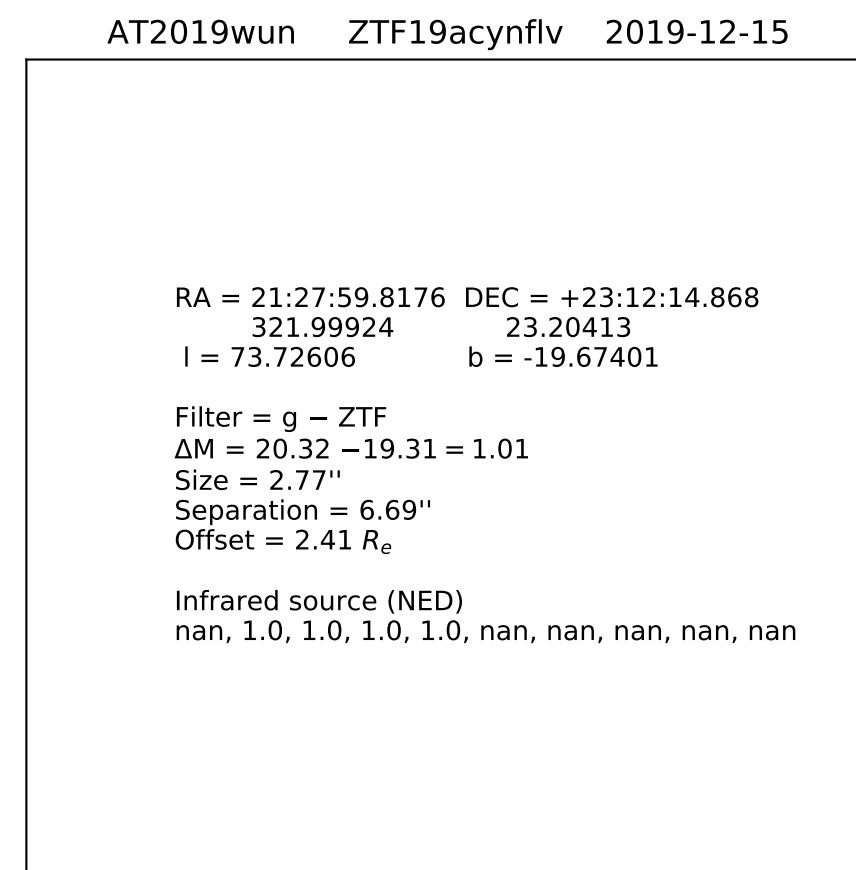 AT2019wun ZTF19acynflv 2019-12-15
RA = 21:27:59.8176 DEC = +23:12:14.868
321.99924 23.20413
l = 73.72606 b = -19.67401
Filter = g − ZTF
ΔM = 20.32 −19.31 = 1.01
Size = 2.77''
Separation = 6.69''
Offset = 2.41 Re
Infrared source (NED)
nan, 1.0, 1.0, 1.0, 1.0, nan, nan, nan, nan, nan